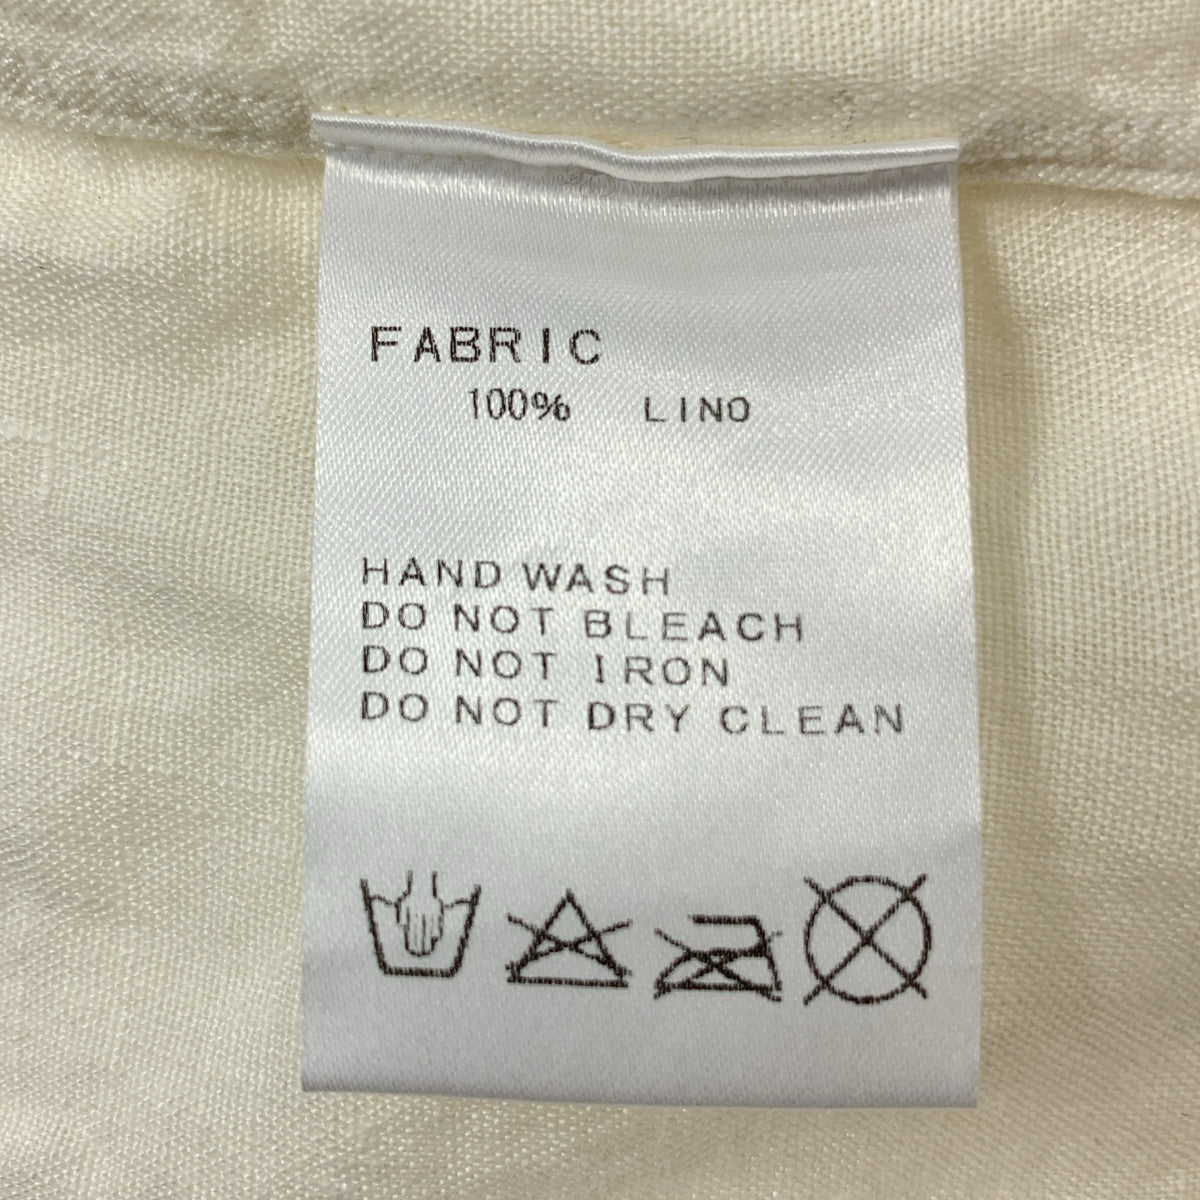 FABRIC
100% LINO
HAND WASH
DO NOT BLEACH
DO NOT IRON
DO NOT DRY CLEAN